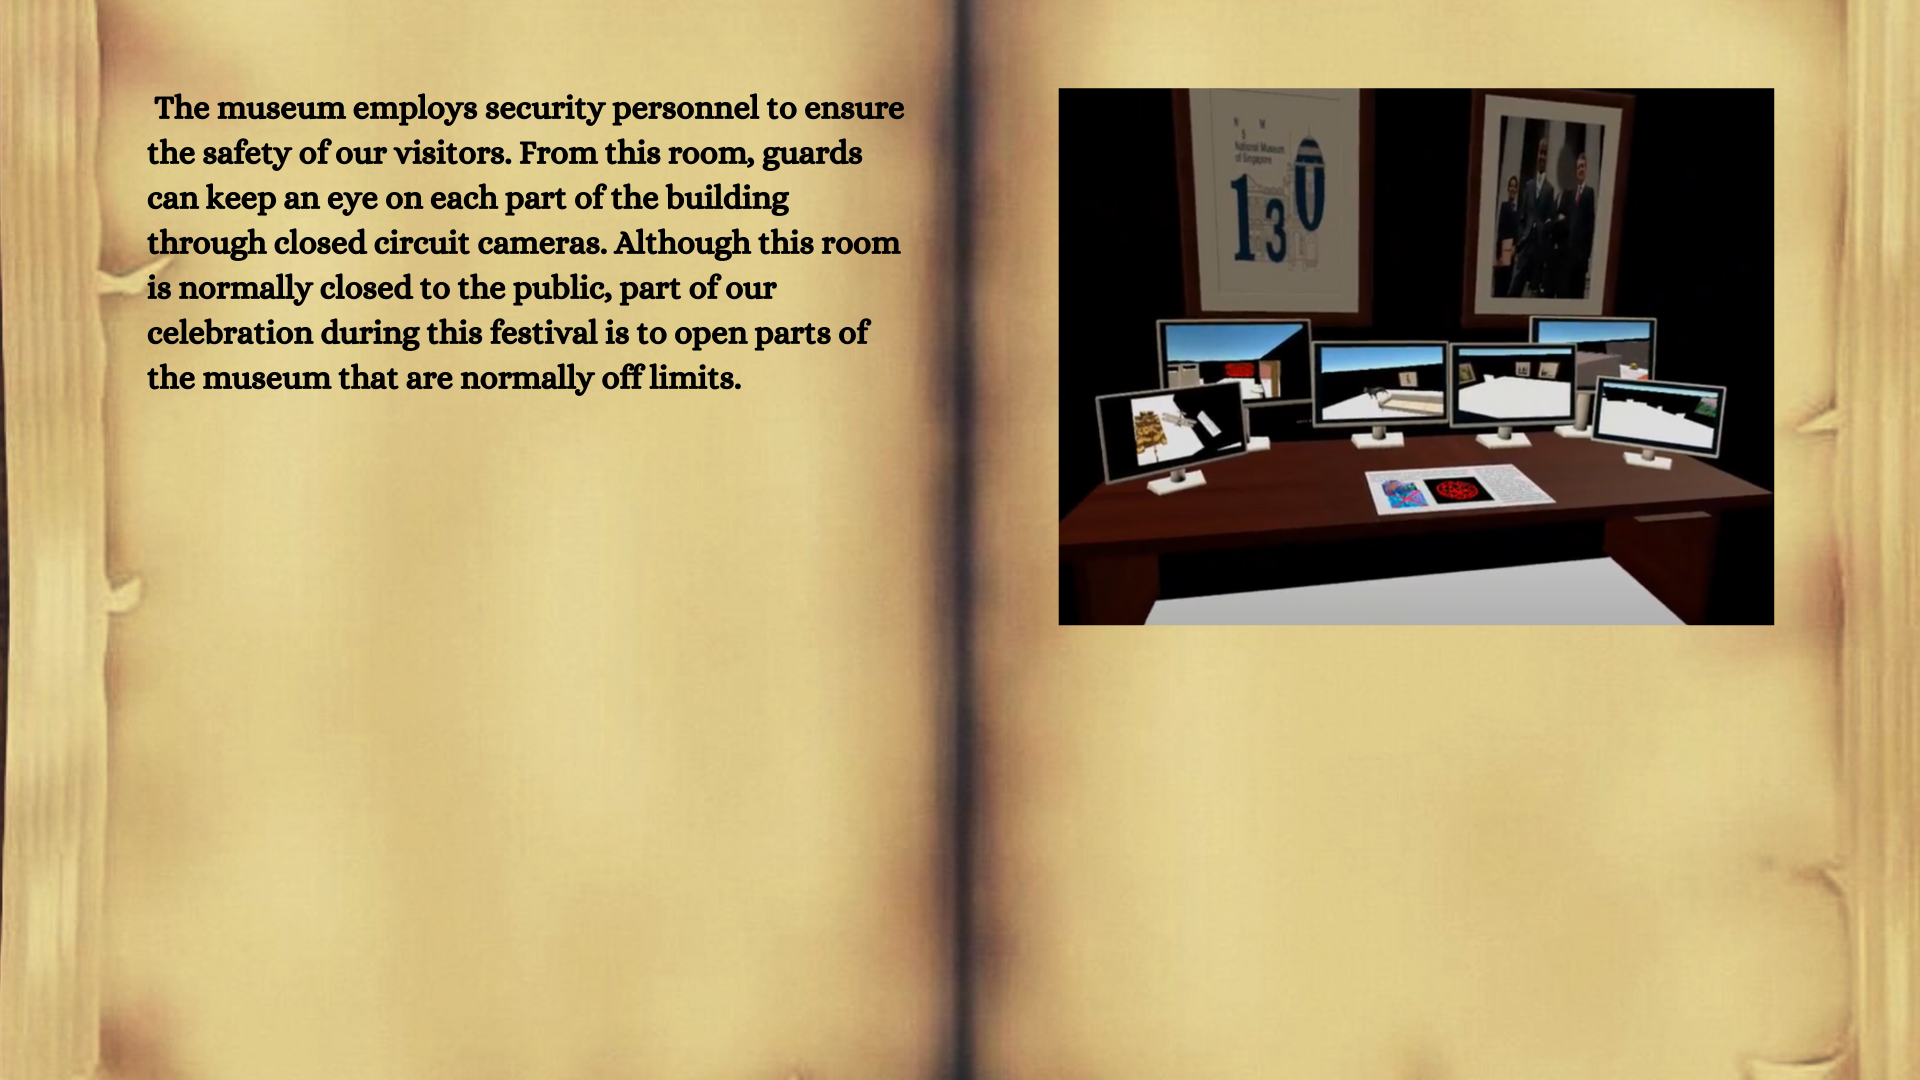 The museum employs security personnel to ensure
the safety of our visitors. From this room, guards
can keep an eye on each part of the building
through closed circuit cameras. Although this room
is normally closed to the public, part of our
celebration during this festival is to open parts of
the museum that are normally off limits.
N M
S
National Museum
of Singapore
130